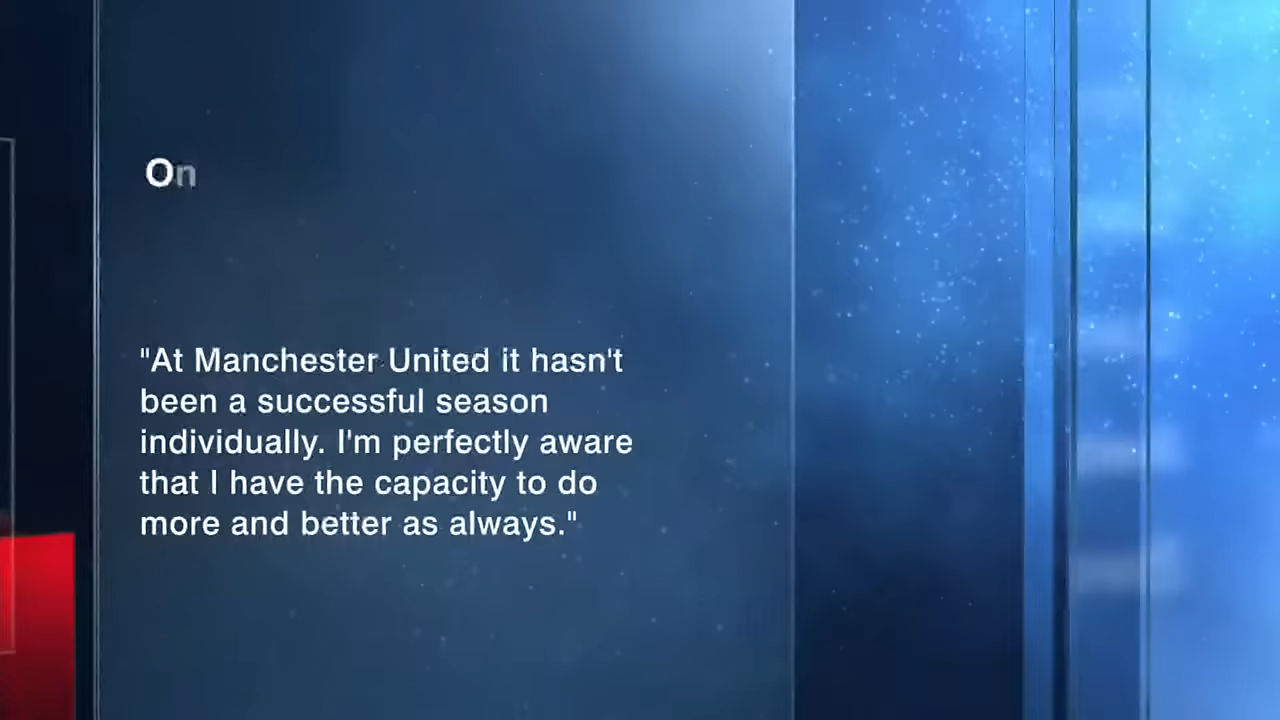 On
"At Manchester United it hasn't
been a successful season
individually. I'm perfectly aware
that I have the capacity to do
more and better as always."